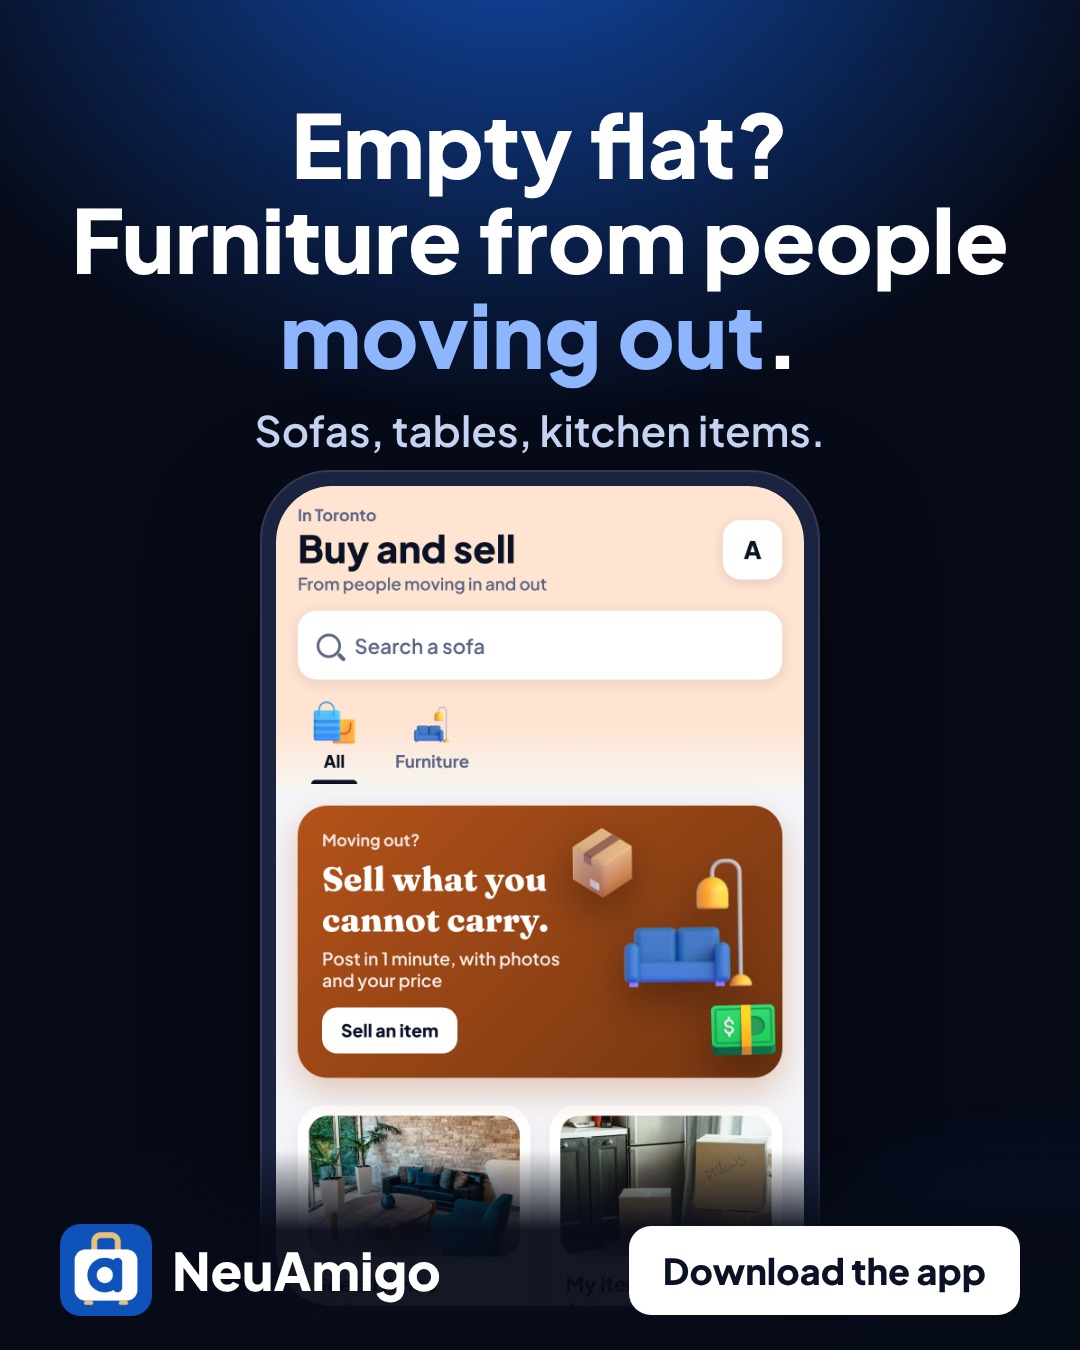 Empty flat?
Furniture from people
moving out.
Sofas, tables, kitchen items.
In Toronto
Buy and sell
A
From people moving in and out
Search a sofa
All
Furniture
Moving out?
Sell what you
cannot carry.
Post in 1 minute, with photos
and your price
Sell an item
$
a
NeuAmigo
Download the app